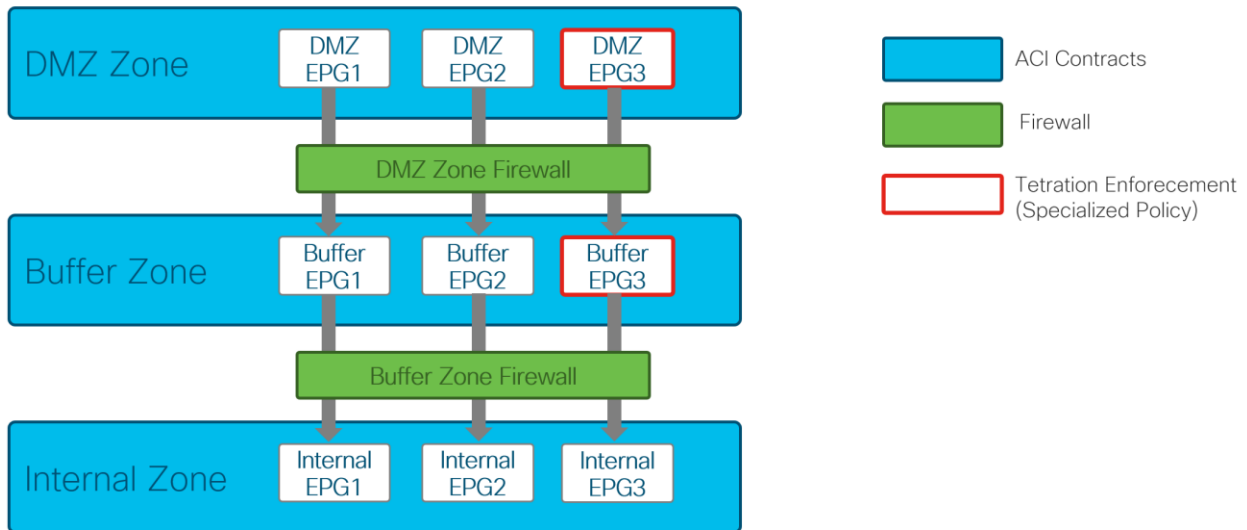 DMZ Zone
DMZ
EPG1
DMZ
EPG2
DMZ
EPG3
DMZ Zone Firewall
Buffer Zone
Buffer
EPG1
Buffer
EPG2
Buffer
EPG3
Buffer Zone Firewall
Internal Zone
Internal
EPG1
Internal
EPG2
Internal
EPG3
ACI Contracts
Firewall
Tetration Enforecement
(Specialized Policy)